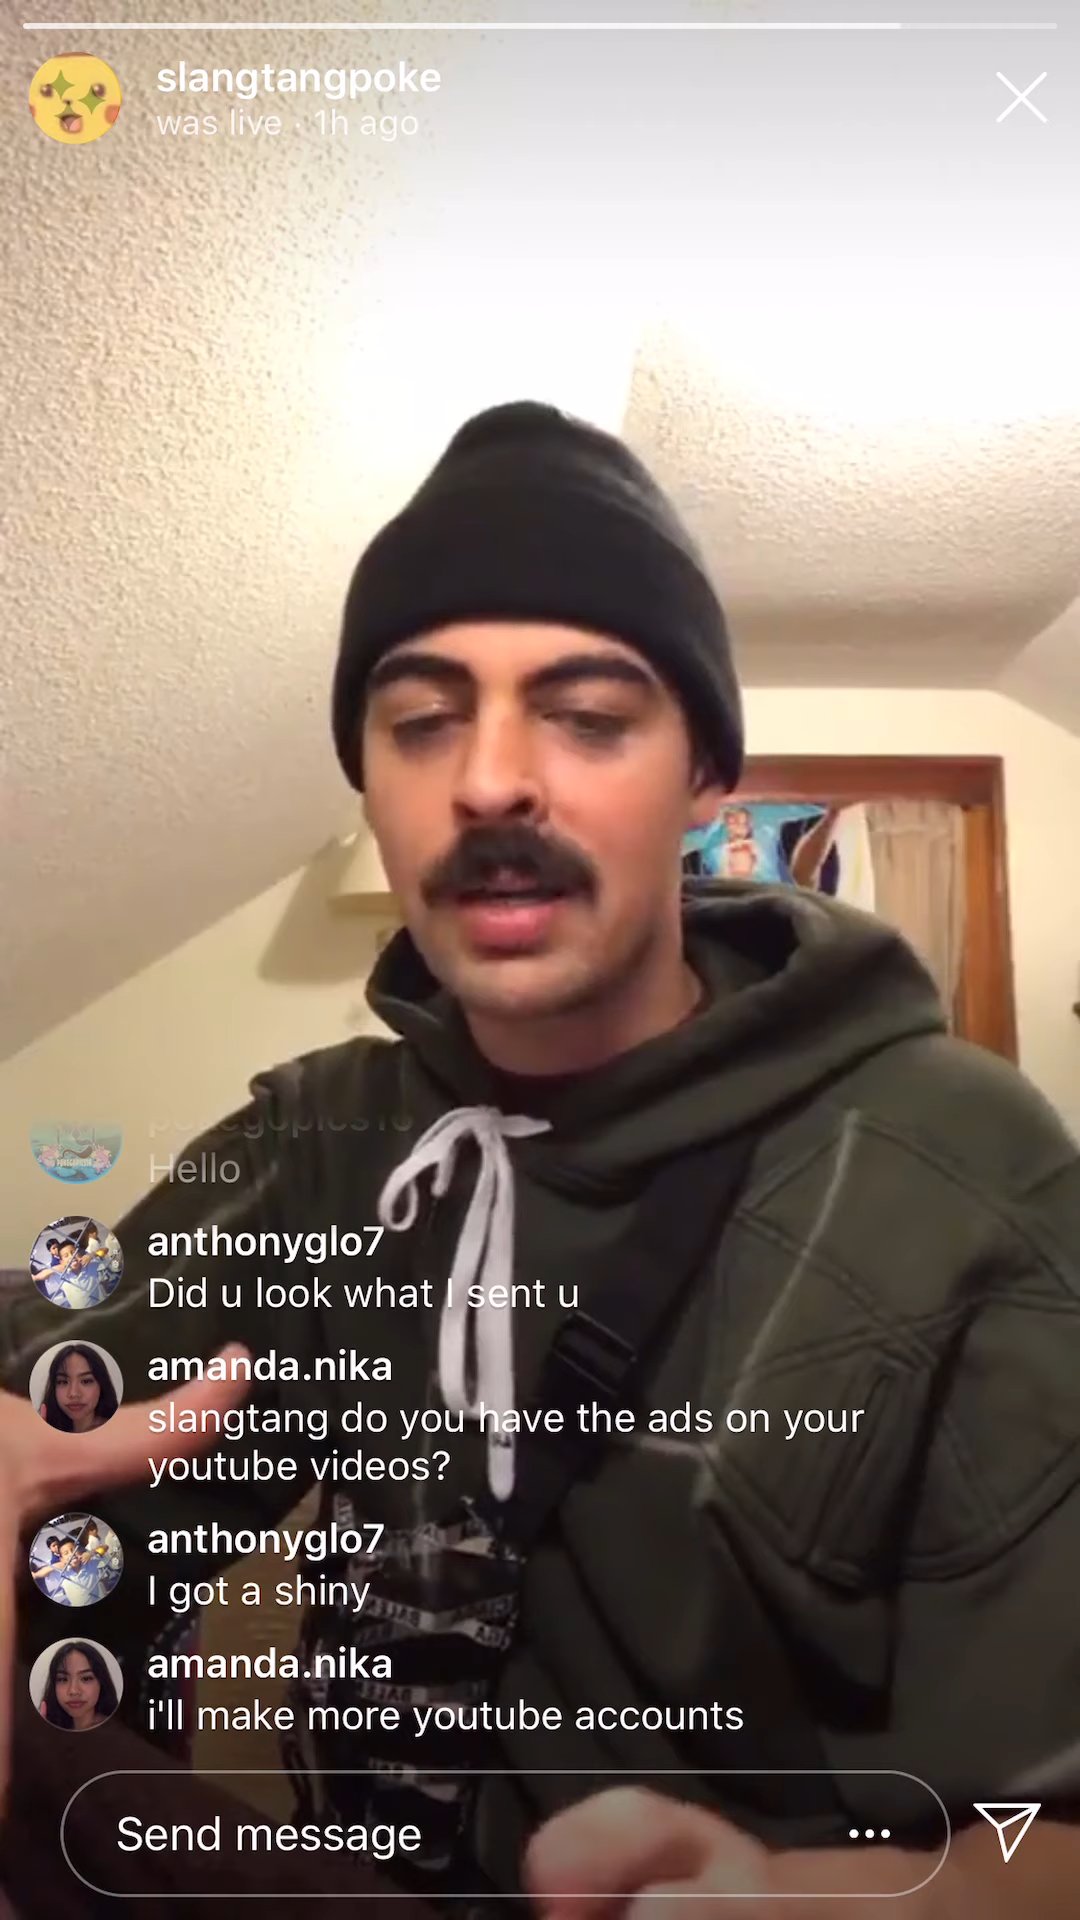 slangtangpoke
was live · 1h ago
Hello
anthonyglo7
Did u look what I sent u
amanda.nika
slangtang do you have the ads on your
youtube videos?
anthonyglo7
I got a shiny
amanda.nika
i'll make more youtube accounts
Send message